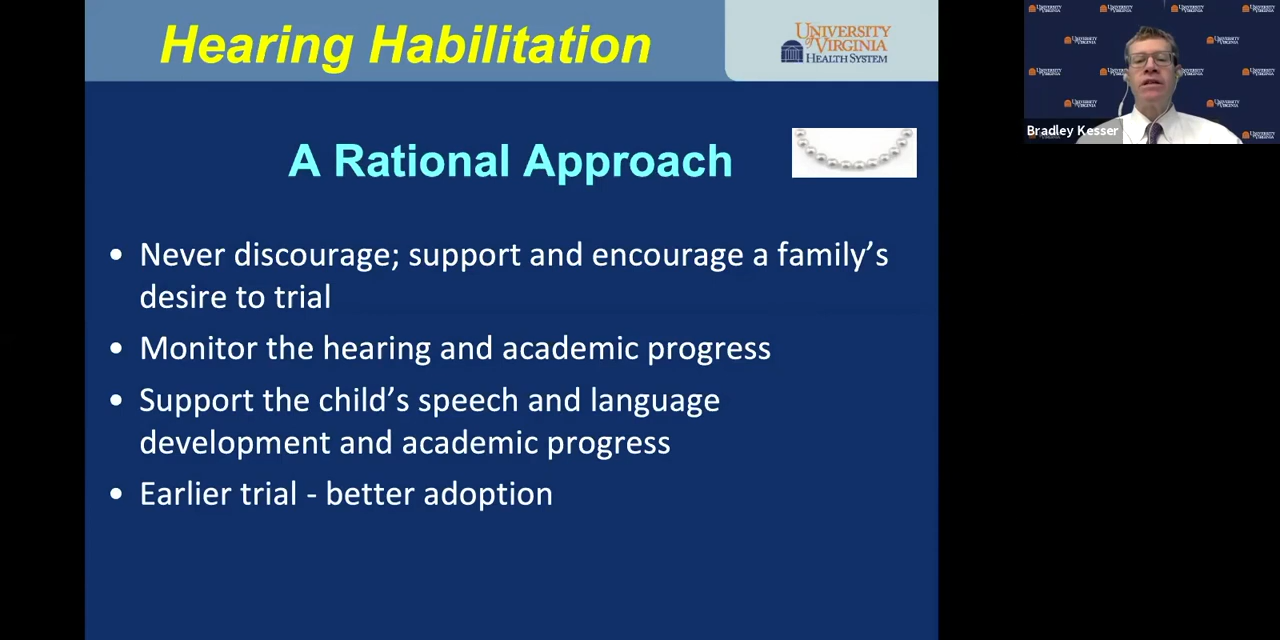 Hearing Habilitation
UNIVERSITY
of VIRGINIA
HEALTH SYSTEM
A Rational Approach
• Never discourage; support and encourage a family’s
desire to trial
• Monitor the hearing and academic progress
• Support the child’s speech and language
development and academic progress
• Earlier trial - better adoption
Bradley Kesser